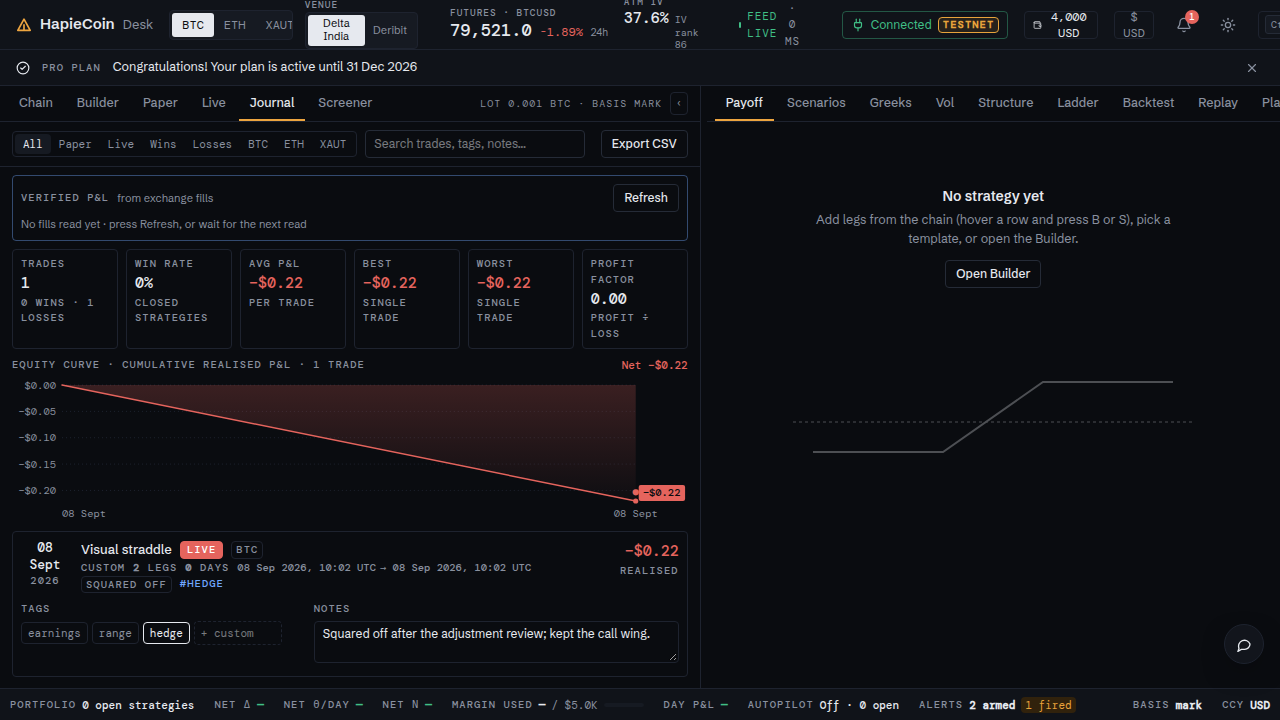 HapieCoin Desk
BTC ETH XAUT
VENUE
Delta India Deribit
FUTURES · BTCUSD
79,521.0 -1.89% 24h
ATM IV
37.6% IV rank 86
FEED LIVE · 0 MS
Connected TESTNET
4,000 USD
$ USD
1
PRO PLAN Congratulations! Your plan is active until 31 Dec 2026
Chain Builder Paper Live Journal Screener LOT 0.001 BTC · BASIS MARK
Payoff Scenarios Greeks Vol Structure Ladder Backtest Replay
All Paper Live Wins Losses BTC ETH XAUT Search trades, tags, notes... Export CSV
VERIFIED P&L from exchange fills Refresh
No fills read yet · press Refresh, or wait for the next read
TRADES
1
0 WINS · 1 LOSSES
WIN RATE
0%
CLOSED STRATEGIES
AVG P&L
−$0.22
PER TRADE
BEST
−$0.22
SINGLE TRADE
WORST
−$0.22
SINGLE TRADE
PROFIT FACTOR
0.00
PROFIT ÷ LOSS
EQUITY CURVE · CUMULATIVE REALISED P&L · 1 TRADE Net −$0.22
$0.00
−$0.05
−$0.10
−$0.15
−$0.20
−$0.22
08 Sept 08 Sept
08 Sept 2026
Visual straddle LIVE BTC
CUSTOM 2 LEGS 0 DAYS 08 Sep 2026, 10:02 UTC → 08 Sep 2026, 10:02 UTC
SQUARED OFF #HEDGE
−$0.22
REALISED
TAGS
earnings range hedge + custom
NOTES
Squared off after the adjustment review; kept the call wing.
No strategy yet
Add legs from the chain (hover a row and press B or S), pick a
template, or open the Builder.
Open Builder
PORTFOLIO 0 open strategies NET Δ — NET Θ/DAY — NET N — MARGIN USED — / $5.0K DAY P&L — AUTOPILOT Off · 0 open ALERTS 2 armed 1 fired BASIS mark CCY USD